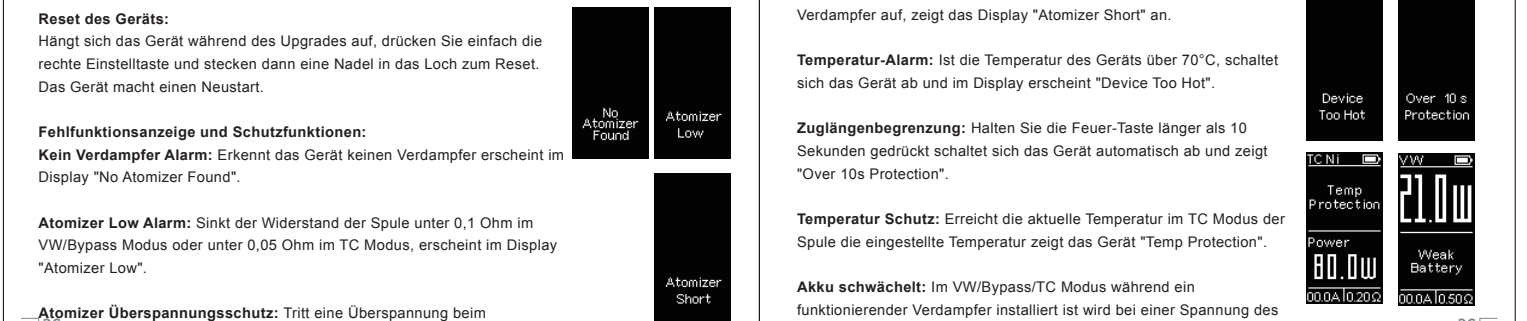 Reset des Geräts:
Hängt sich das Gerät während des Upgrades auf, drücken Sie einfach die
rechte Einstelltaste und stecken dann eine Nadel in das Loch zum Reset.
Das Gerät macht einen Neustart.
Fehlfunktionsanzeige und Schutzfunktionen:
Kein Verdampfer Alarm: Erkennt das Gerät keinen Verdampfer erscheint im
Display "No Atomizer Found".
Atomizer Low Alarm: Sinkt der Widerstand der Spule unter 0,1 Ohm im
VW/Bypass Modus oder unter 0,05 Ohm im TC Modus, erscheint im Display
"Atomizer Low".
Atomizer Überspannungsschutz: Tritt eine Überspannung beim
No
Atomizer
Found
Atomizer
Low
Atomizer
Short
Verdampfer auf, zeigt das Display "Atomizer Short" an.
Temperatur-Alarm: Ist die Temperatur des Geräts über 70°C, schaltet
sich das Gerät ab und im Display erscheint "Device Too Hot".
Zuglängenbegrenzung: Halten Sie die Feuer-Taste länger als 10
Sekunden gedrückt schaltet sich das Gerät automatisch ab und zeigt
"Over 10s Protection".
Temperatur Schutz: Erreicht die aktuelle Temperatur im TC Modus der
Spule die eingestellte Temperatur zeigt das Gerät "Temp Protection".
Akku schwächelt: Im VW/Bypass/TC Modus während ein
funktionierender Verdampfer installiert ist wird bei einer Spannung des
Device
Too Hot
Over 10 s
Protection
TC Ni
Temp
Protection
Power
80.0w
00.0A 0.20Ω
VW
21.0w
Weak
Battery
00.0A 0.50Ω